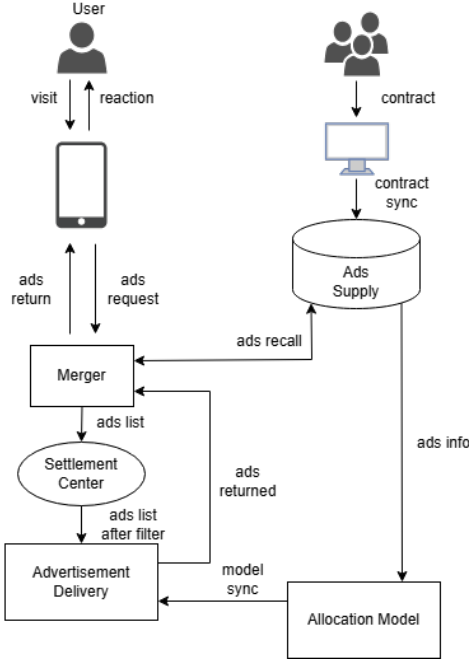 User
visit
reaction
contract
contract
sync
Ads
Supply
ads
return
ads
request
ads recall
Merger
ads list
ads info
Settlement
Center
ads
returned
ads list
after filter
Advertisement
Delivery
model
sync
Allocation Model